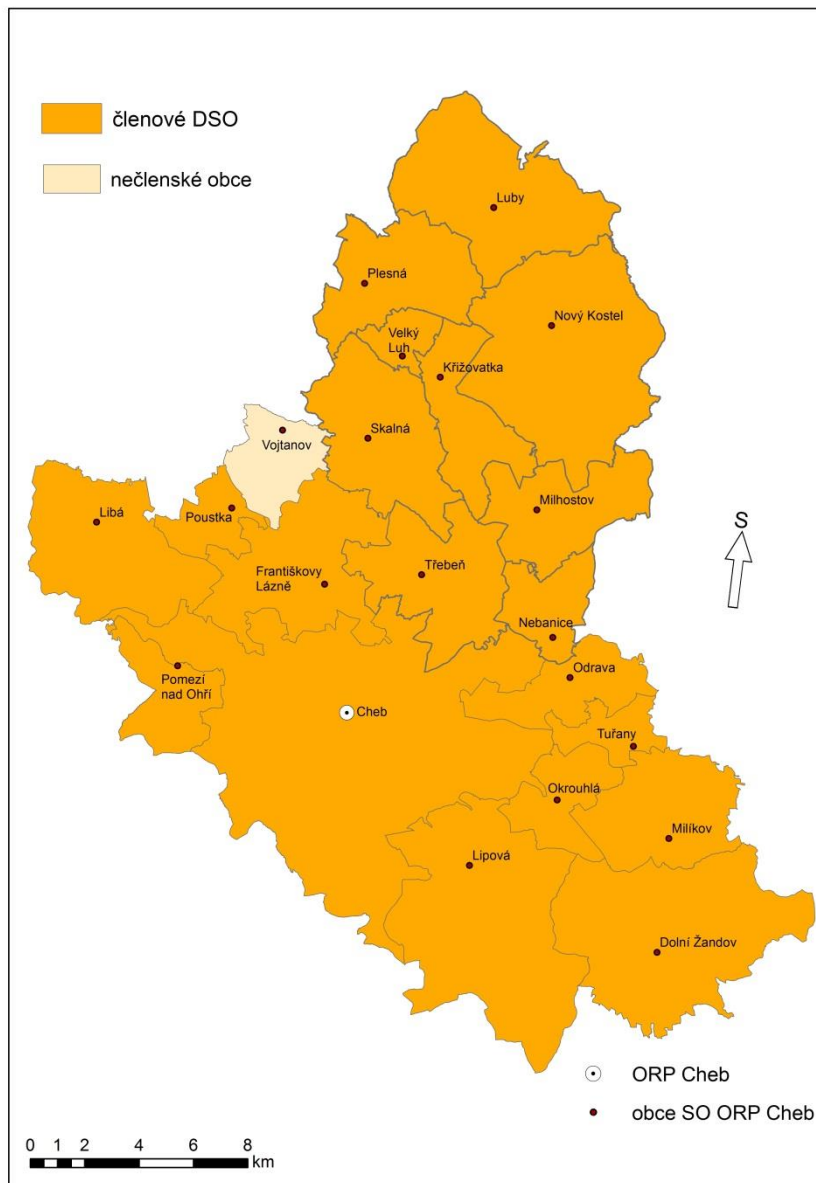 členové DSO
nečlenské obce
Luby
Plesná
Nový Kostel
Velký
Luh
Křižovatka
Vojtanov
Skalná
Libá
Poustka
Milhostov
S
Františkovy
Lázně
Třebeň
Nebanice
Pomezí
nad Ohří
Odrava
Cheb
Tuřany
Okrouhlá
Milíkov
Lipová
Dolní Žandov
ORP Cheb
obce SO ORP Cheb
0 1 2 4 6 8
km